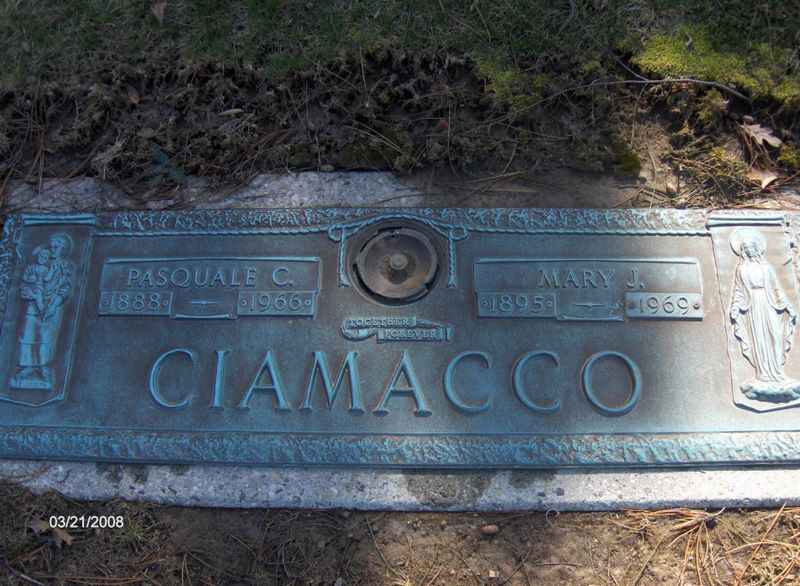 PASQUALE C.
1888 1966
MARY J.
1895 1969
TOGETHER
FOREVER
CIAMACCO
03/21/2008